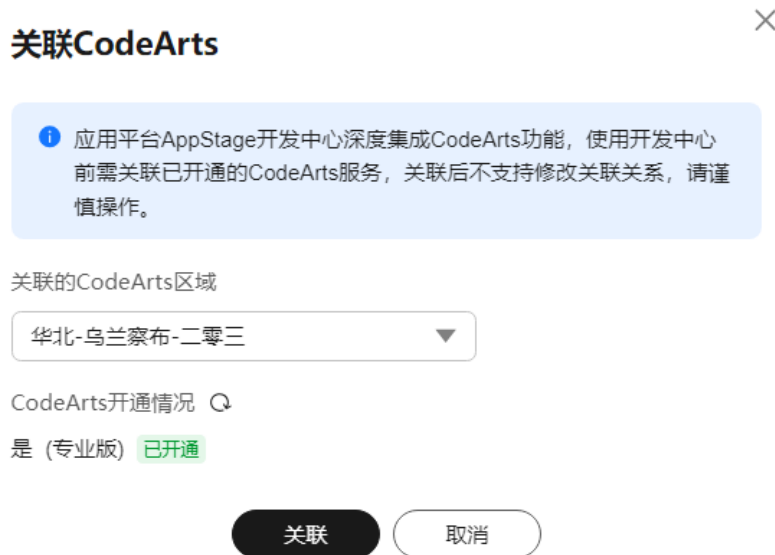 关联CodeArts
应用平台AppStage开发中心深度集成CodeArts功能，使用开发中心
前需关联已开通的CodeArts服务，关联后不支持修改关联关系，请谨
慎操作。
关联的CodeArts区域
华北-乌兰察布-二零三
CodeArts开通情况
是 (专业版) 已开通
关联 取消